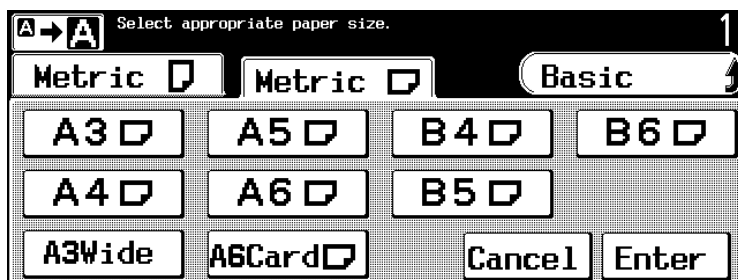 A→A Select appropriate paper size. 1
Metric Metric Basic
A3 A5 B4 B6
A4 A6 B5
A3Wide A6Card Cancel Enter